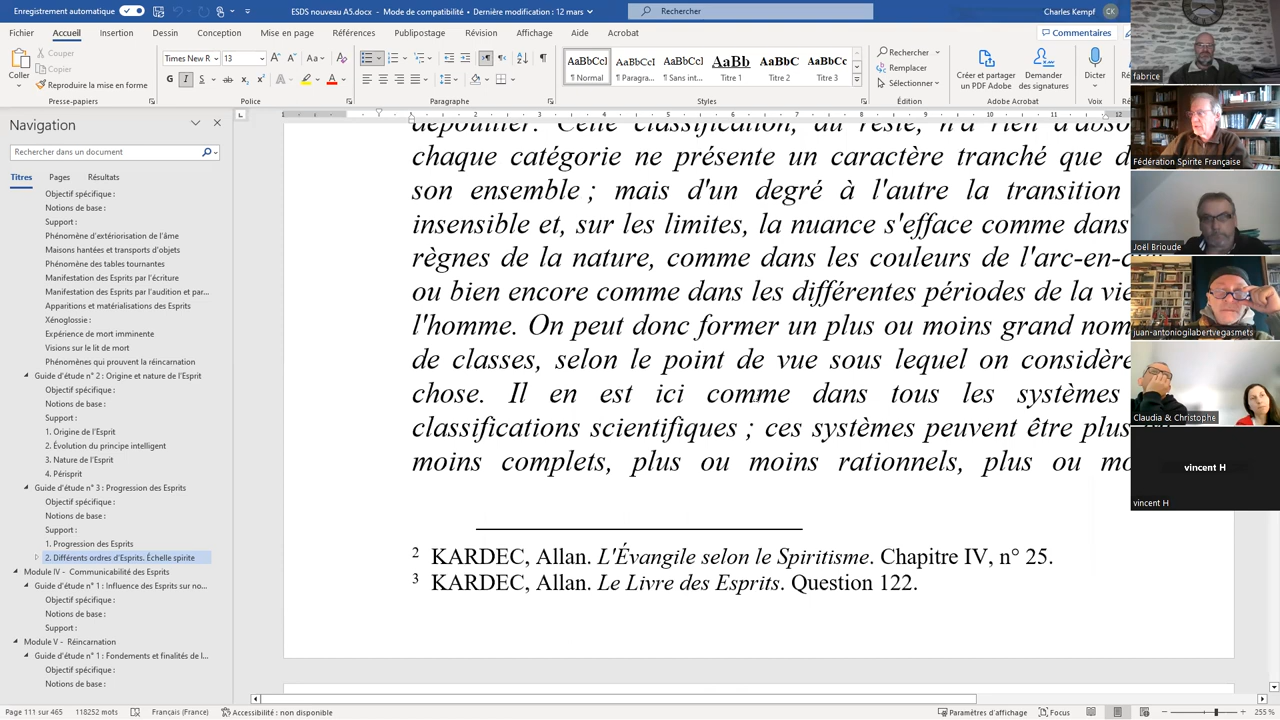 Enregistrement automatique
ESDS nouveau A5.docx - Mode de compatibilité • Dernière modification : 12 mars
Rechercher
Charles Kempf
CK
Fichier Accueil Insertion Dessin Conception Mise en page Références Publipostage Révision Affichage Aide Acrobat
Commentaires
Coller
Couper
Copier
Reproduire la mise en forme
Presse-papiers
Times New R 13
G I S
Police
Paragraphe
AaBbCcI AaBbCcI AaBbCcI AaBbC AaBbC AaBbCc
¶ Normal ¶ Paragra... ¶ Sans int... Titre 1 Titre 2 Titre 3
Styles
Rechercher
Remplacer
Sélectionner
Édition
Créer et partager un PDF Adobe
Demander des signatures
Adobe Acrobat
Dicter
Voix
Navigation
Rechercher dans un document
Titres Pages Résultats
Objectif spécifique :
Notions de base :
Support :
Phénomène d'extériorisation de l'âme
Maisons hantées et transports d'objets
Phénomène des tables tournantes
Manifestation des Esprits par l'écriture
Manifestation des Esprits par l'audition et par...
Apparitions et matérialisations des Esprits
Xénoglossie :
Expérience de mort imminente
Visions sur le lit de mort
Phénomènes qui prouvent la réincarnation
Guide d'étude n° 2 : Origine et nature de l'Esprit
Objectif spécifique :
Notions de base :
Support :
1. Origine de l'Esprit
2. Évolution du principe intelligent
3. Nature de l'Esprit
4. Périsprit
Guide d'étude n° 3 : Progression des Esprits
Objectif spécifique :
Notions de base :
Support :
1. Progression des Esprits
2. Différents ordres d'Esprits. Échelle spirite
Module IV - Communicabilité des Esprits
Guide d'étude n° 1 : Influence des Esprits sur no...
Objectif spécifique :
Notions de base :
Support :
Module V - Réincarnation
Guide d'étude n° 1 : Fondements et finalités de l...
Objectif spécifique :
Notions de base :
dépouiller. Cette classification, du reste, n'a rien d'abso
chaque catégorie ne présente un caractère tranché que d
son ensemble ; mais d'un degré à l'autre la transition
insensible et, sur les limites, la nuance s'efface comme dans
règnes de la nature, comme dans les couleurs de l'arc-en-ciel
ou bien encore comme dans les différentes périodes de la vie
l'homme. On peut donc former un plus ou moins grand nom
de classes, selon le point de vue sous lequel on considère
chose. Il en est ici comme dans tous les systèmes
classifications scientifiques ; ces systèmes peuvent être plus
moins complets, plus ou moins rationnels, plus ou mo
2 KARDEC, Allan. L'Évangile selon le Spiritisme. Chapitre IV, n° 25.
3 KARDEC, Allan. Le Livre des Esprits. Question 122.
fabrice
Fédération Spirite Française
Joël Brioude
juan-antoniogilabertvegasmets
Claudia & Christophe
vincent H
vincent H
Page 111 sur 465 118252 mots Français (France) Accessibilité : non disponible
Paramètres d'affichage Focus 255 %